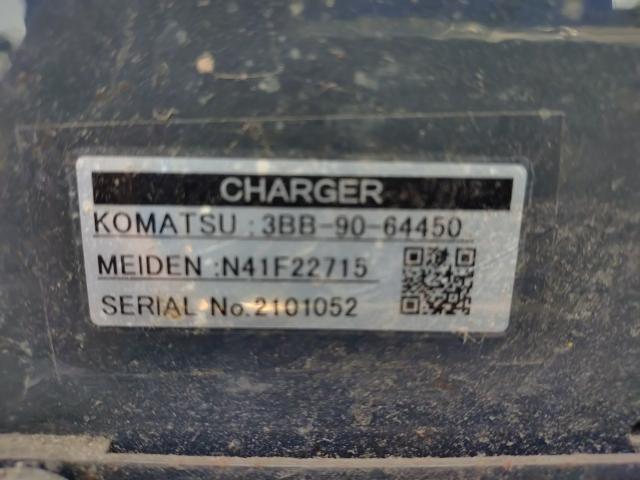 CHARGER
KOMATSU : 3BB-90-64450
MEIDEN :N41F22715
SERIAL No.2101052